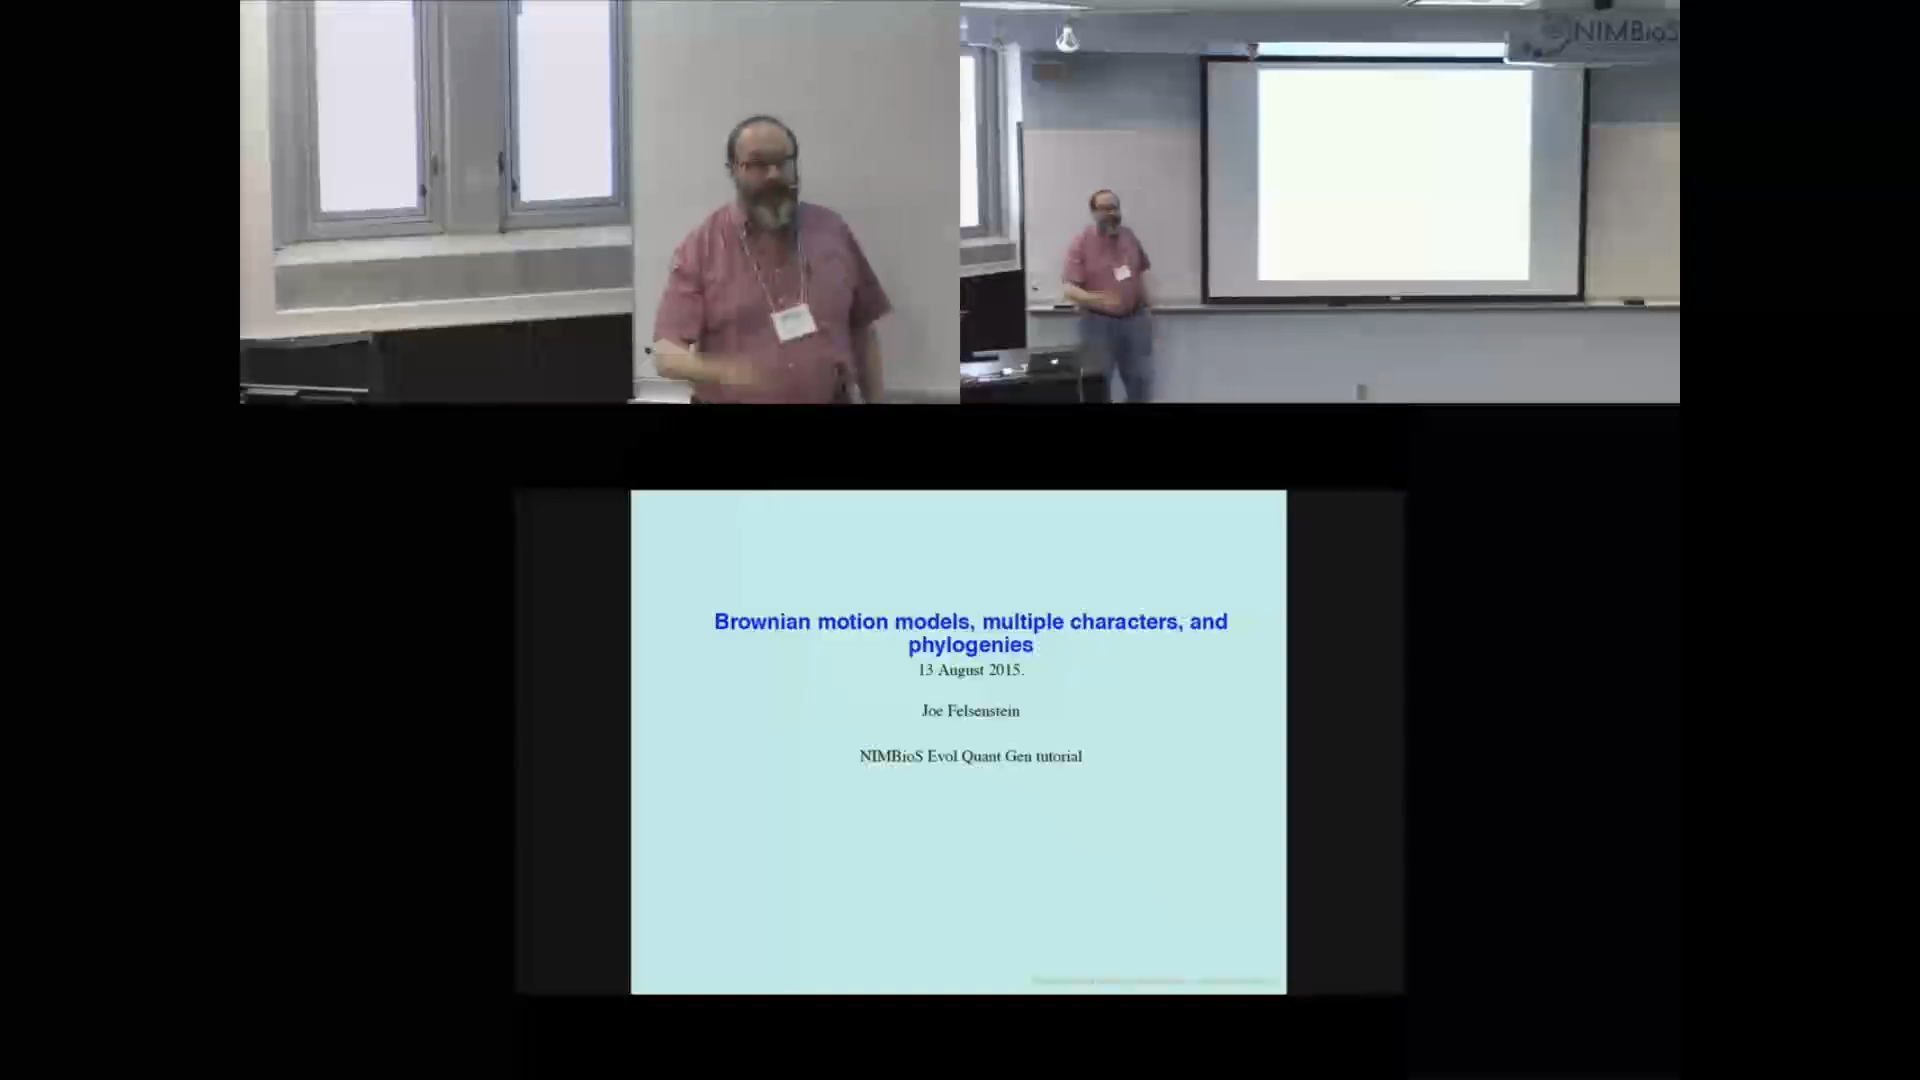 NIMBioS
Brownian motion models, multiple characters, and
phylogenies
13 August 2015.
Joe Felsenstein
NIMBioS Evol Quant Gen tutorial